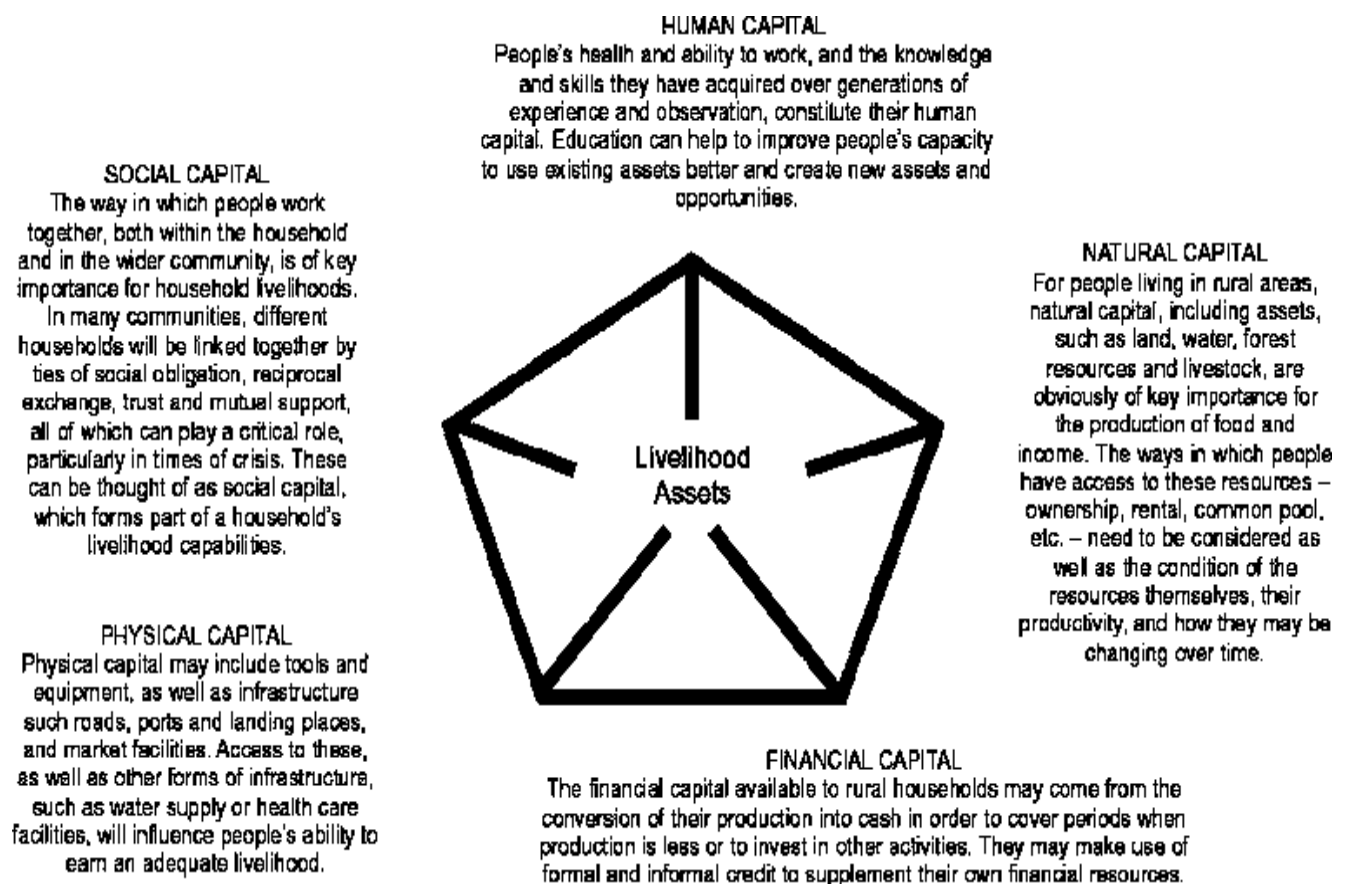 HUMAN CAPITAL
People's health and ability to work, and the knowledge
and skills they have acquired over generations of
experience and observation, constitute their human
capital. Education can help to improve people's capacity
to use existing assets better and create new assets and
opportunities.
SOCIAL CAPITAL
The way in which people work
together, both within the household
and in the wider community, is of key
importance for household livelihoods.
In many communities, different
households will be linked together by
ties of social obligation, reciprocal
exchange, trust and mutual support,
all of which can play a critical role,
particularly in times of crisis. These
can be thought of as social capital,
which forms part of a household's
livelihood capabilities.
NATURAL CAPITAL
For people living in rural areas,
natural capital, including assets,
such as land, water, forest
resources and livestock, are
obviously of key importance for
the production of food and
income. The ways in which people
have access to these resources –
ownership, rental, common pool,
etc. – need to be considered as
well as the condition of the
resources themselves, their
productivity, and how they may be
changing over time.
Livelihood
Assets
PHYSICAL CAPITAL
Physical capital may include tools and
equipment, as well as infrastructure
such roads, ports and landing places,
and market facilities. Access to these,
as well as other forms of infrastructure,
such as water supply or health care
facilities, will influence people's ability to
earn an adequate livelihood.
FINANCIAL CAPITAL
The financial capital available to rural households may come from the
conversion of their production into cash in order to cover periods when
production is less or to invest in other activities. They may make use of
formal and informal credit to supplement their own financial resources.